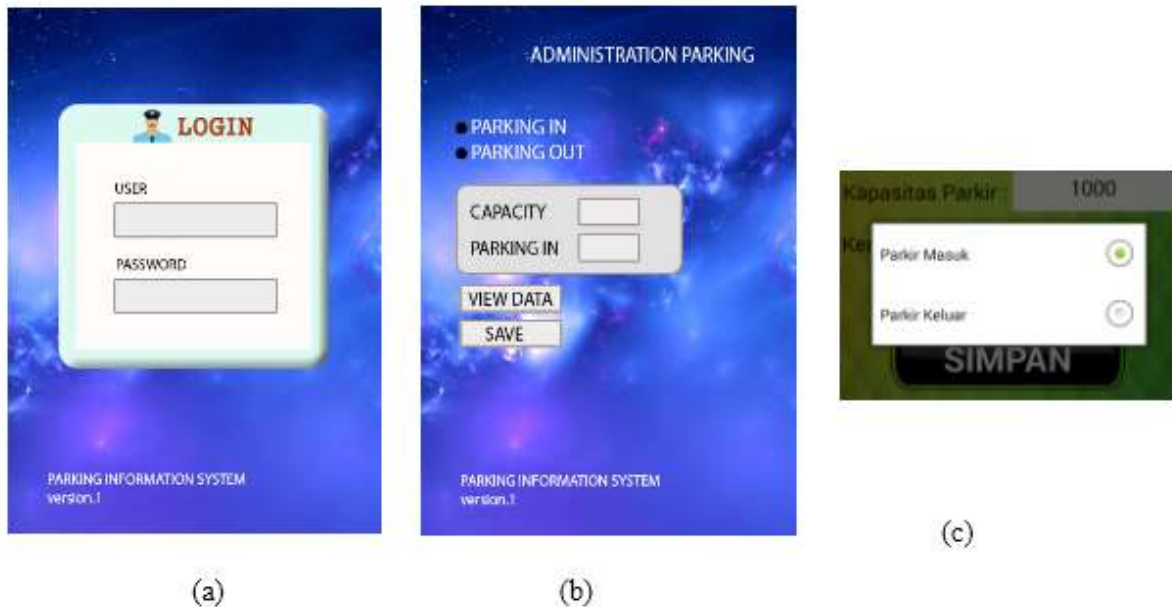 LOGIN
USER
PASSWORD
PARKING INFORMATION SYSTEM
version.1
(a)
ADMINISTRATION PARKING
PARKING IN
PARKING OUT
CAPACITY
PARKING IN
VIEW DATA
SAVE
PARKING INFORMATION SYSTEM
version.1
(b)
Kapasitas Parkir : 1000
Ke
Parkir Masuk
Parkir Keluar
SIMPAN
(c)